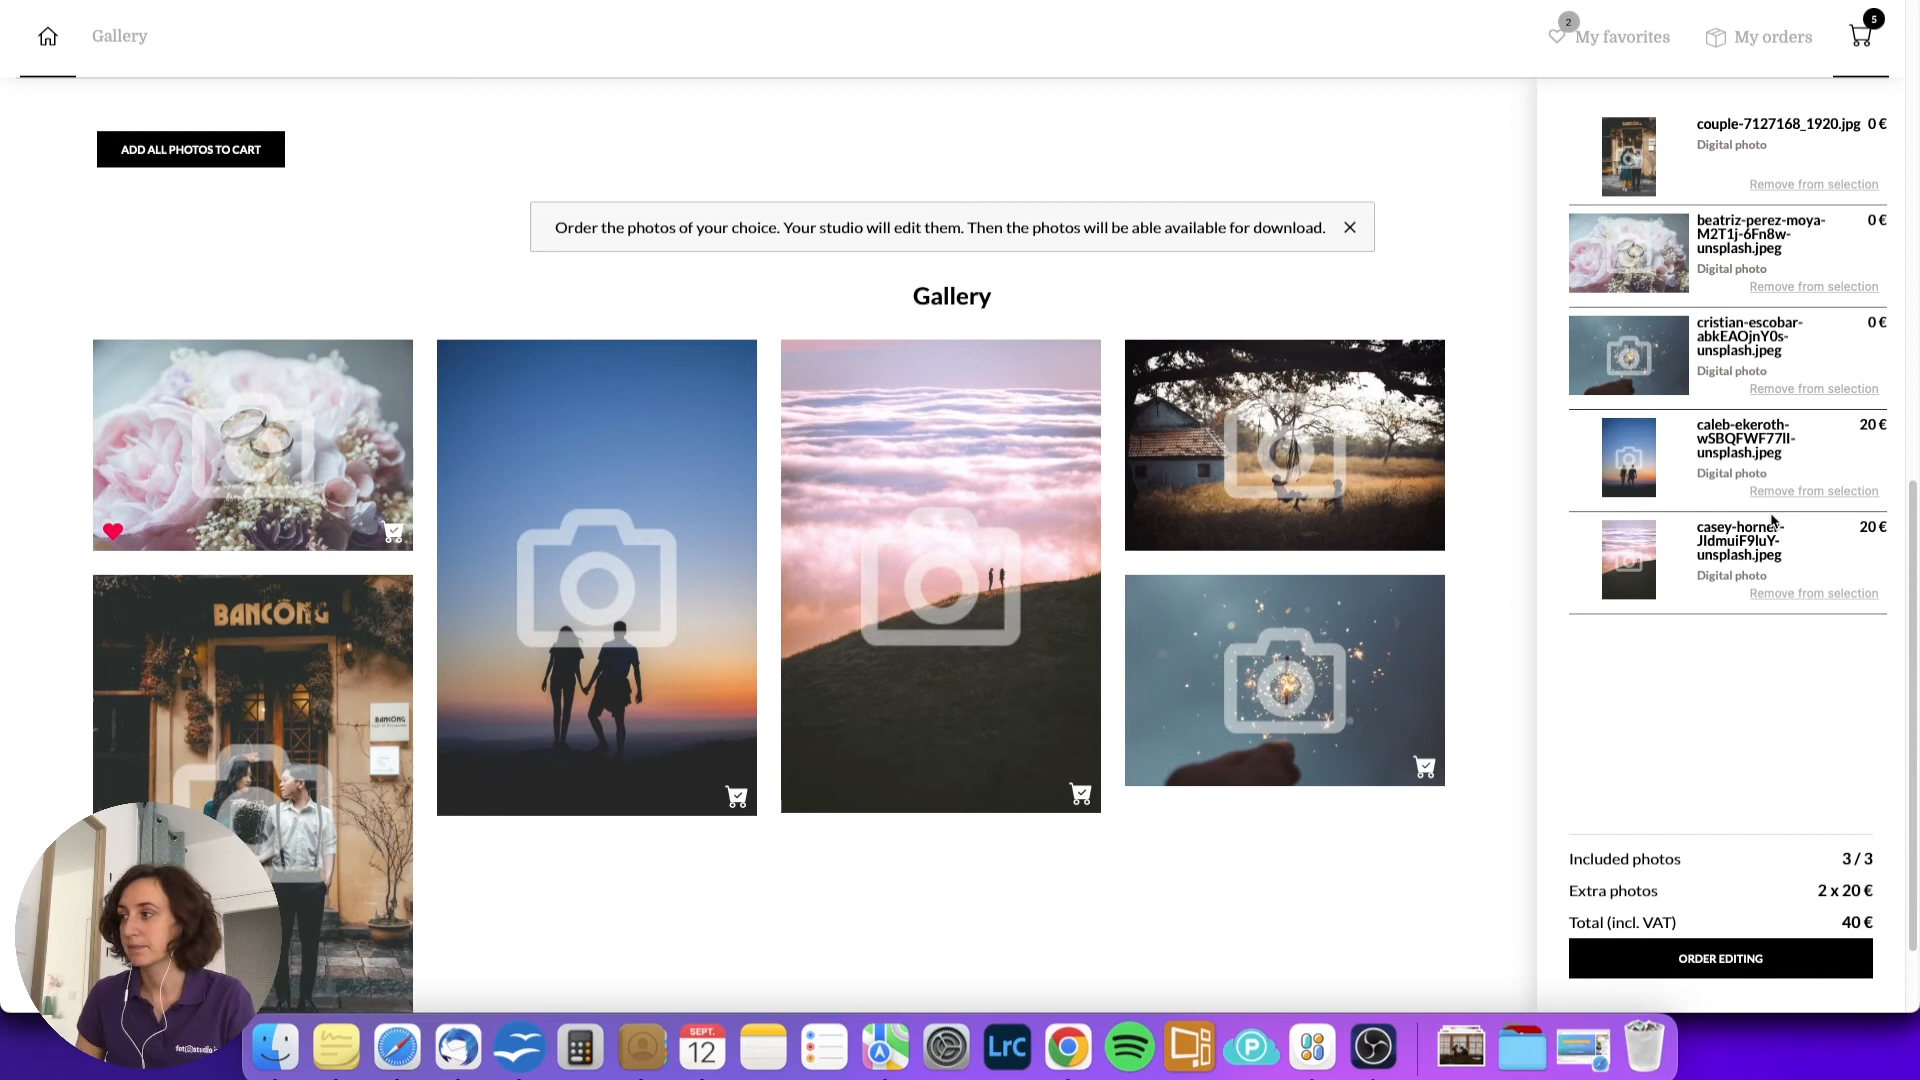 Gallery
2
My favorites
My orders
5
ADD ALL PHOTOS TO CART
Order the photos of your choice. Your studio will edit them. Then the photos will be able available for download.
Gallery
BANCÔNG
BANCÔNG
couple-7127168_1920.jpg 0 €
Digital photo
Remove from selection
beatriz-perez-moya- 0 €
M2T1j-6Fn8w-
unsplash.jpeg
Digital photo
Remove from selection
cristian-escobar- 0 €
abkEAOjnY0s-
unsplash.jpeg
Digital photo
Remove from selection
caleb-ekeroth- 20 €
wSBQFWF77lI-
unsplash.jpeg
Digital photo
Remove from selection
casey-horner- 20 €
JIdmuiF9luY-
unsplash.jpeg
Digital photo
Remove from selection
Included photos 3 / 3
Extra photos 2 x 20 €
Total (incl. VAT) 40 €
ORDER EDITING
fotostudio
SEPT.
12
LrC
P